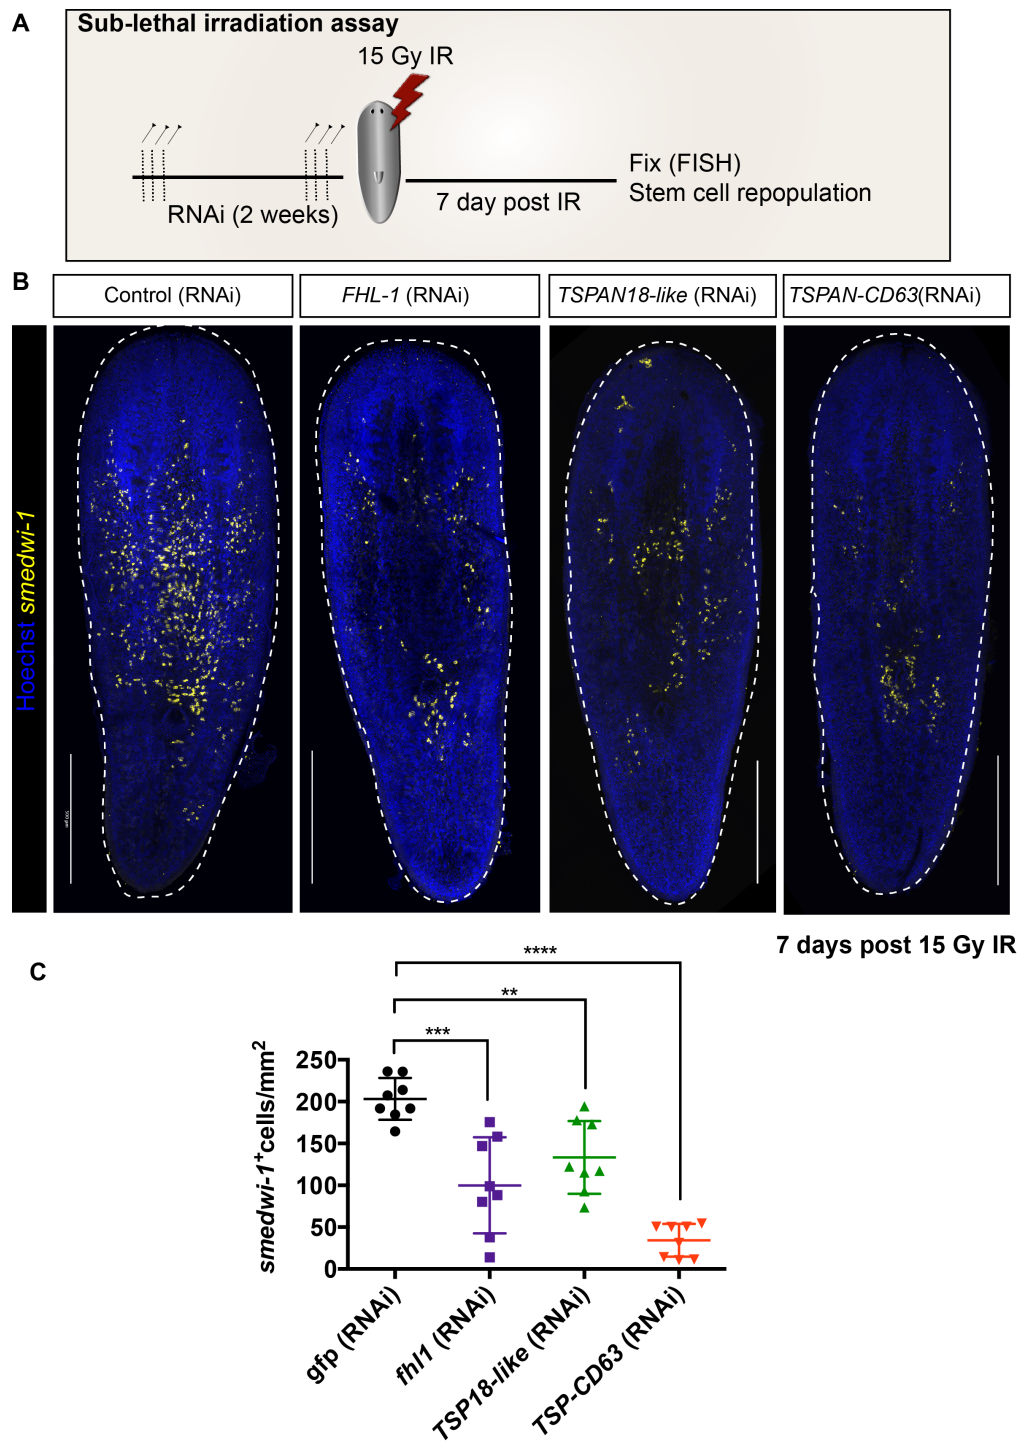 A
Sub-lethal irradiation assay
15 Gy IR
RNAi (2 weeks)
7 day post IR
Fix (FISH)
Stem cell repopulation
B
Control (RNAi)
FHL-1 (RNAi)
TSPAN18-like (RNAi)
TSPAN-CD63(RNAi)
Hoechst smedwi-1
7 days post 15 Gy IR
C
****
**
***
smedwi-1+cells/mm2
250
200
150
100
50
0
gfp (RNAi)
fhl1 (RNAi)
TSP18-like (RNAi)
TSP-CD63 (RNAi)